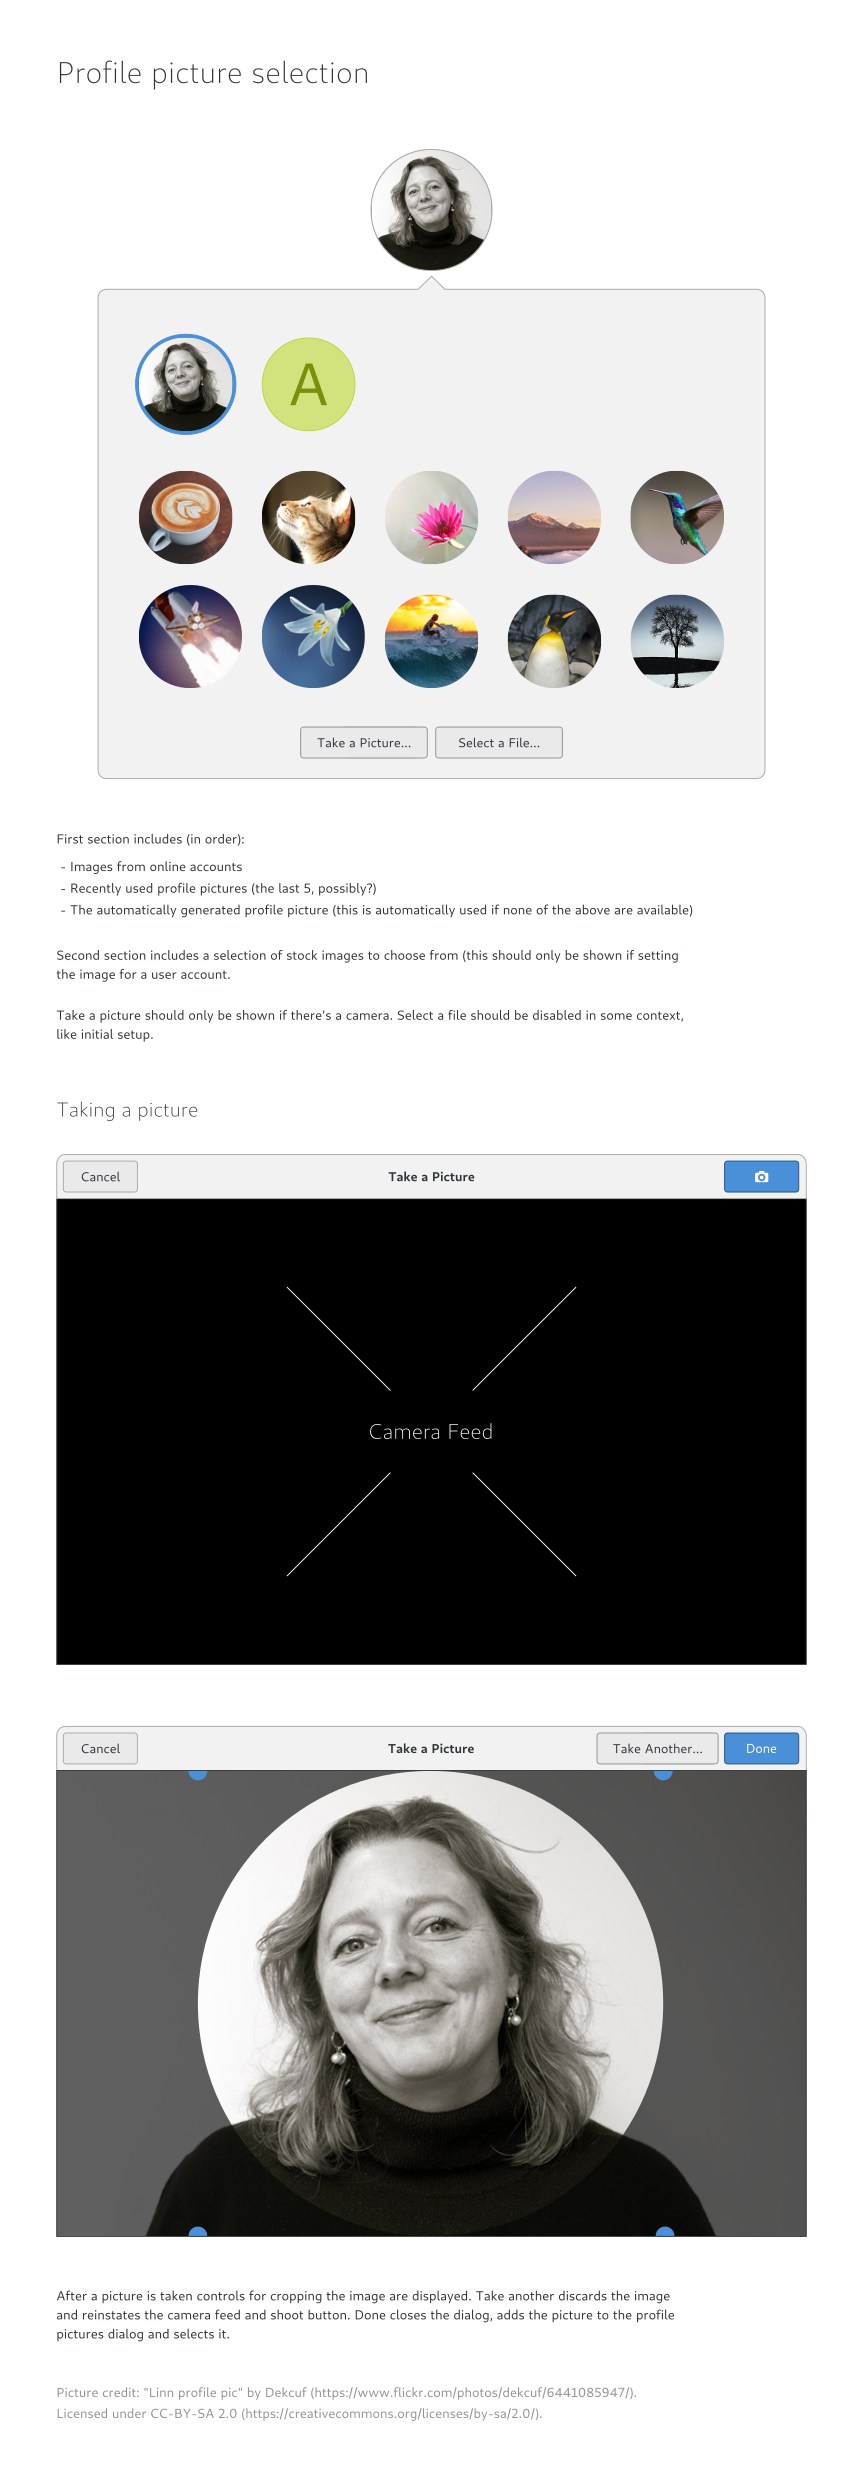 Profile picture selection
A
Take a Picture...
Select a File...
First section includes (in order):
- Images from online accounts
- Recently used profile pictures (the last 5, possibly?)
- The automatically generated profile picture (this is automatically used if none of the above are available)
Second section includes a selection of stock images to choose from (this should only be shown if setting
the image for a user account.
Take a picture should only be shown if there's a camera. Select a file should be disabled in some context,
like initial setup.
Taking a picture
Cancel
Take a Picture
Camera Feed
Cancel
Take a Picture
Take Another...
Done
After a picture is taken controls for cropping the image are displayed. Take another discards the image
and reinstates the camera feed and shoot button. Done closes the dialog, adds the picture to the profile
pictures dialog and selects it.
Picture credit: "Linn profile pic" by Dekcuf (https://www.flickr.com/photos/dekcuf/6441085947/).
Licensed under CC-BY-SA 2.0 (https://creativecommons.org/licenses/by-sa/2.0/).